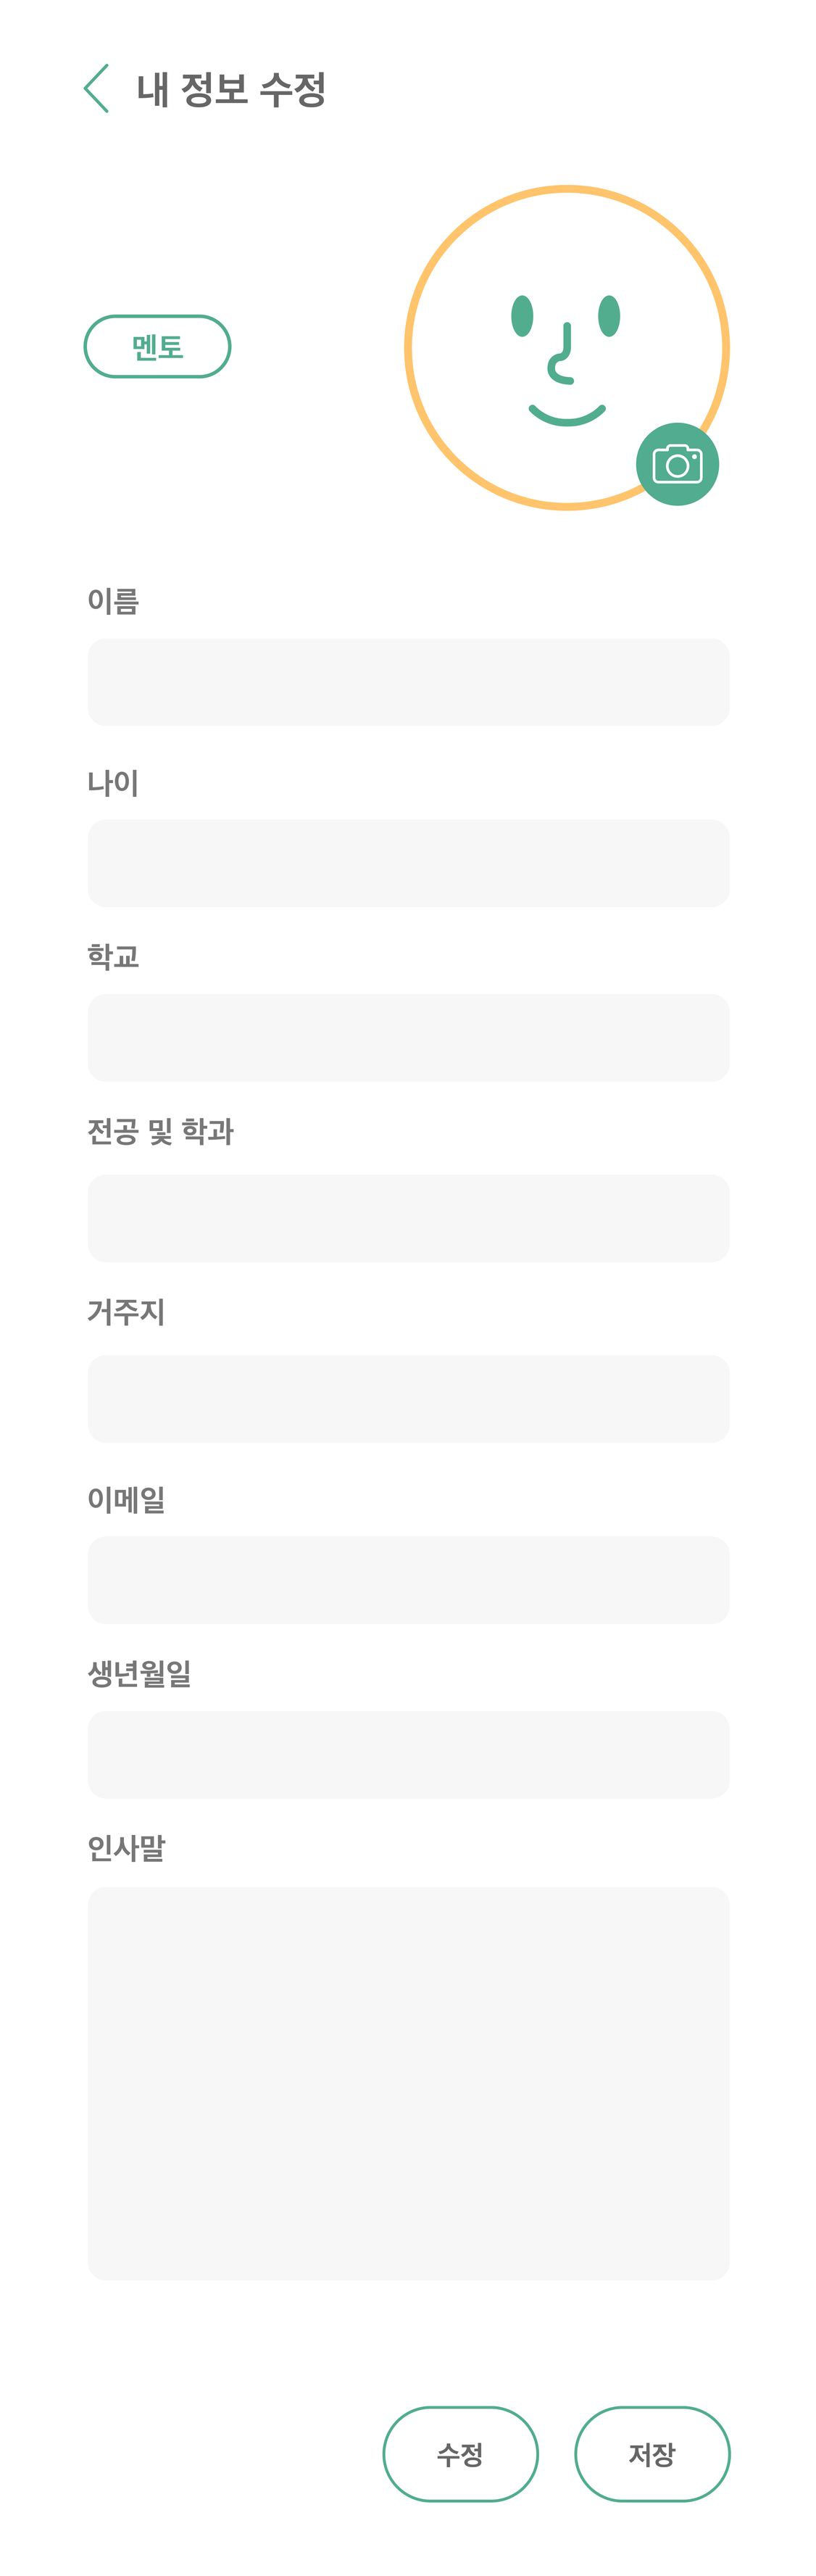 내 정보 수정
멘토
이름
나이
학교
전공 및 학과
거주지
이메일
생년월일
인사말
수정
저장